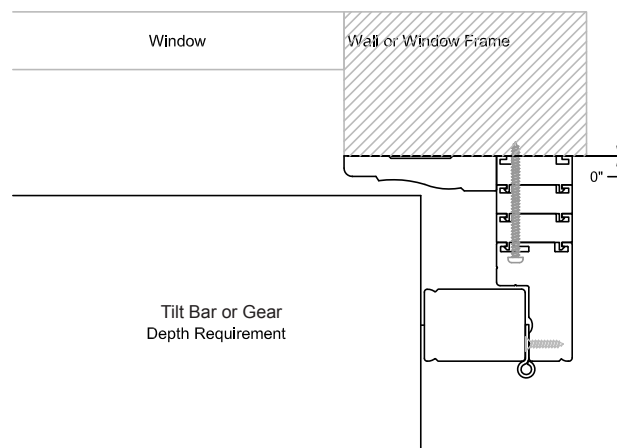 Window
Wall or Window Frame
0"
Tilt Bar or Gear
Depth Requirement